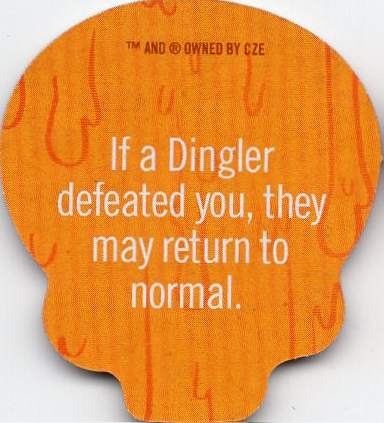 ™ AND ® OWNED BY CZE
If a Dingler
defeated you, they
may return to
normal.